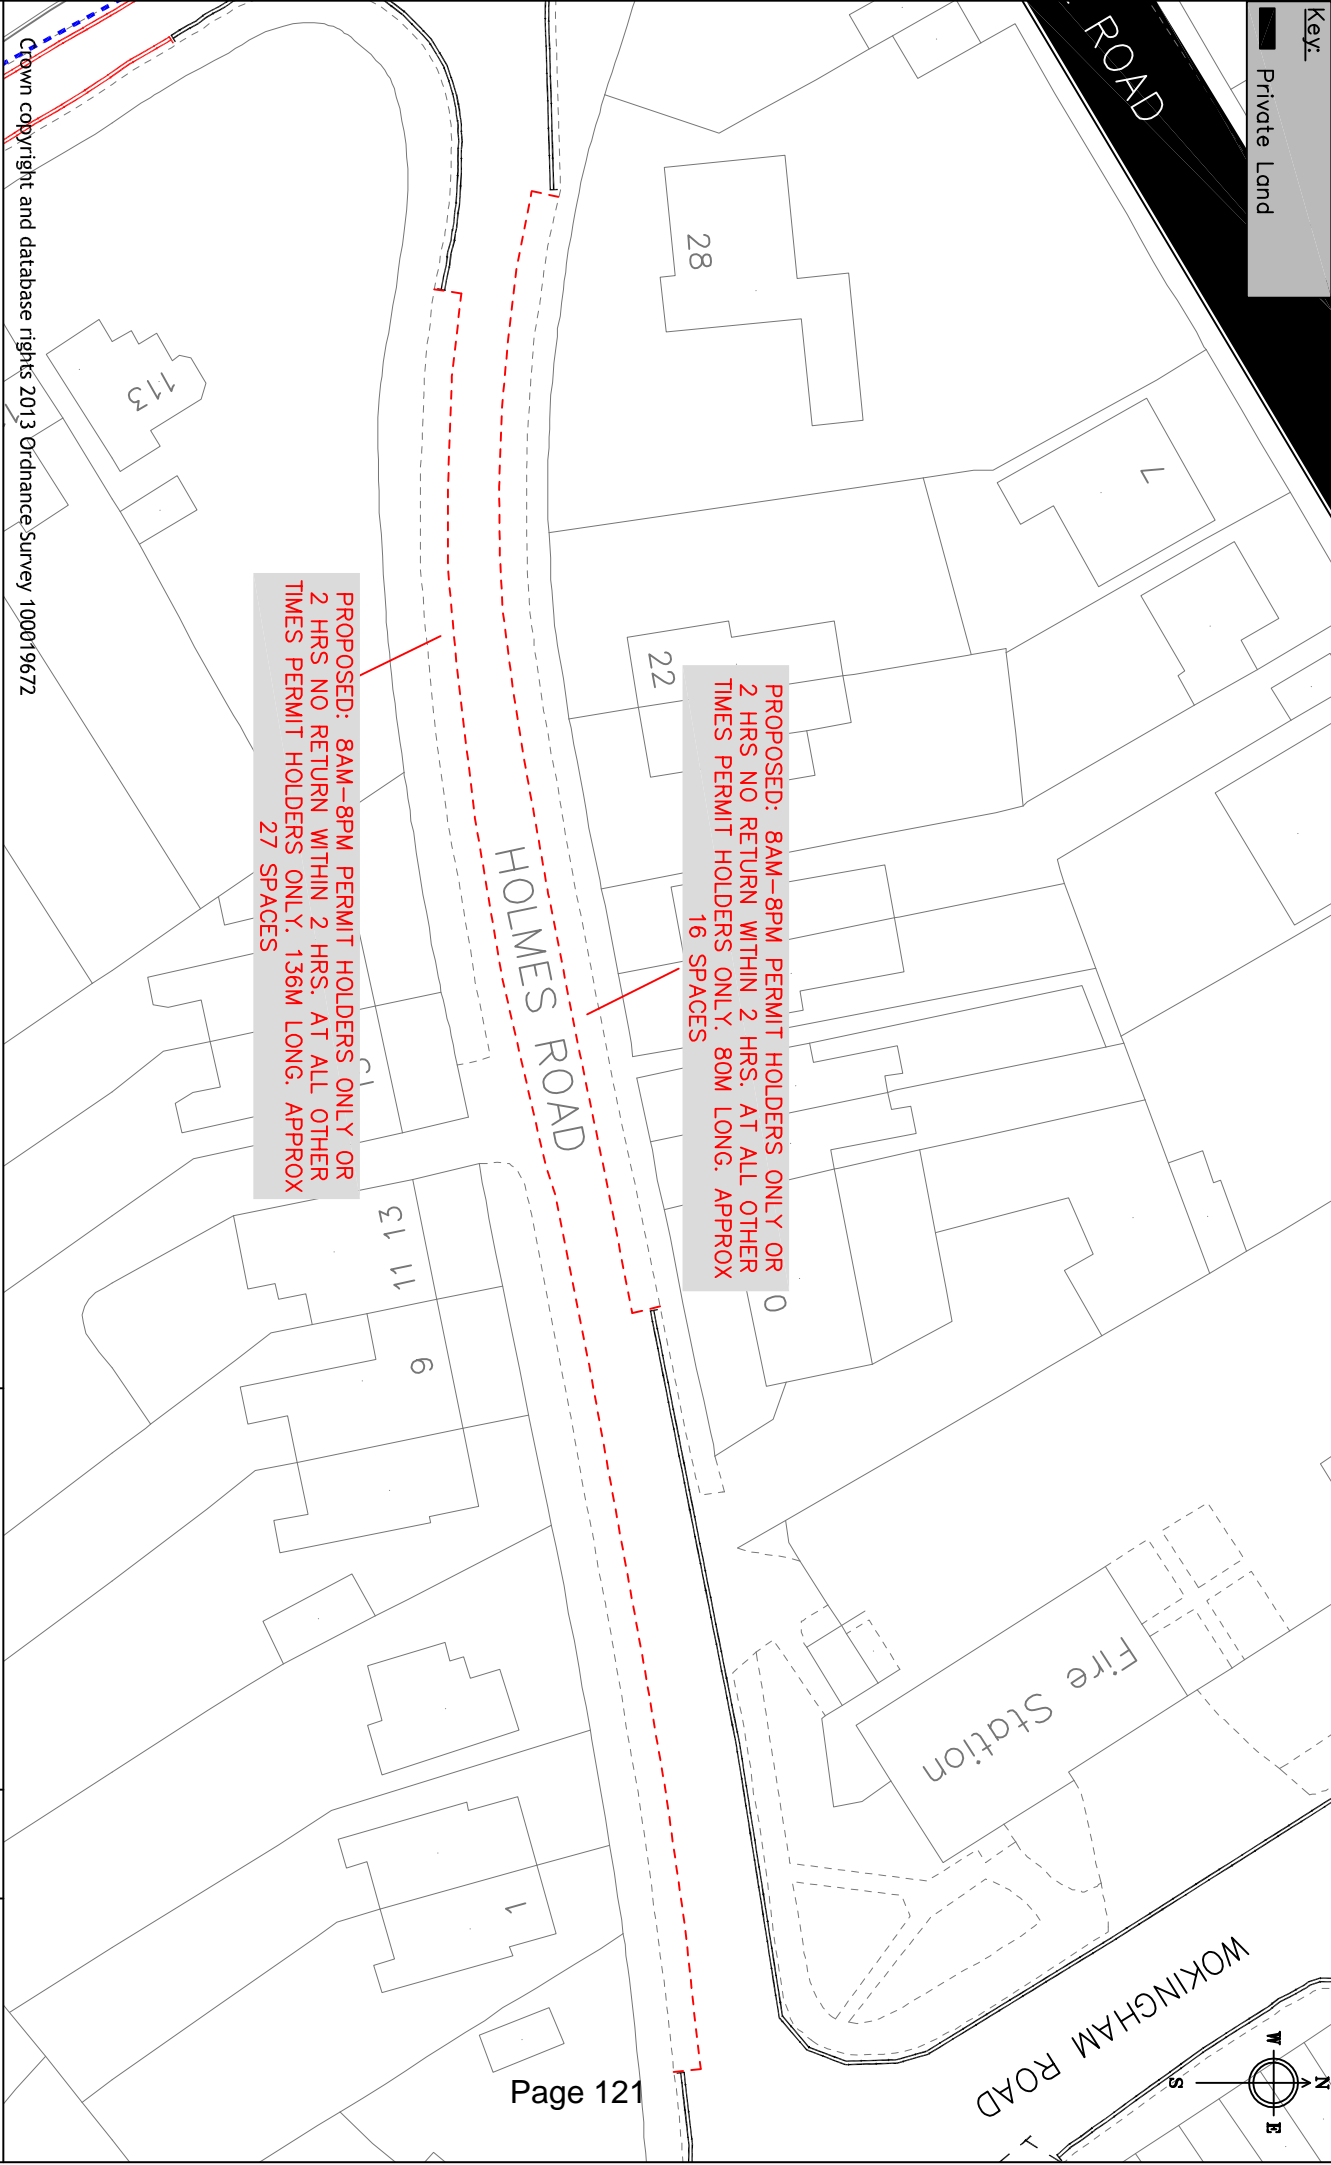 Key:
Private Land
ROAD
28
7
22
113
PROPOSED: 8AM-8PM PERMIT HOLDERS ONLY OR
2 HRS NO RETURN WITHIN 2 HRS. AT ALL OTHER
TIMES PERMIT HOLDERS ONLY. 80M LONG. APPROX
16 SPACES
0
HOLMES ROAD
PROPOSED: 8AM-8PM PERMIT HOLDERS ONLY OR
2 HRS NO RETURN WITHIN 2 HRS. AT ALL OTHER
TIMES PERMIT HOLDERS ONLY. 136M LONG. APPROX
27 SPACES
13
11
9
1
Fire Station
WOKINGHAM ROAD
N
W
E
S
Crown copyright and database rights 2013 Ordnance Survey 100019672
Page 121